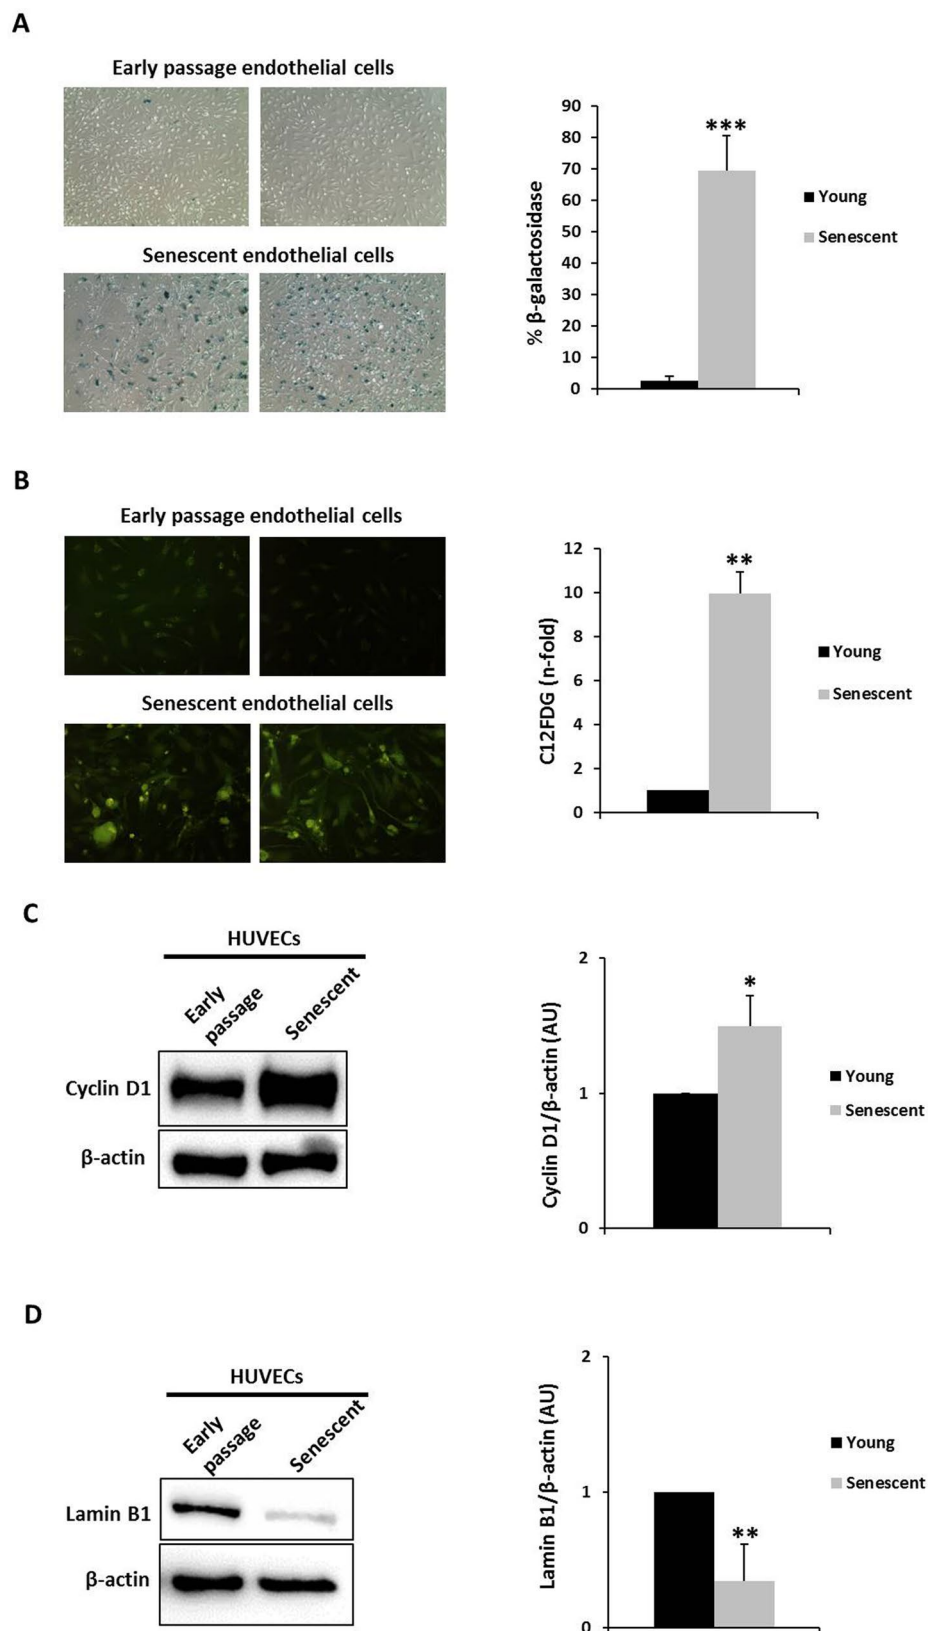 A
Early passage endothelial cells
Senescent endothelial cells
90
80
70
60
50
40
30
20
10
0
% β-galactosidase
***
Young
Senescent
B
Early passage endothelial cells
Senescent endothelial cells
12
10
8
6
4
2
0
C12FDG (n-fold)
**
Young
Senescent
C
HUVECs
Early
passage
Senescent
Cyclin D1
β-actin
2
1
0
Cyclin D1/β-actin (AU)
*
Young
Senescent
D
HUVECs
Early
passage
Senescent
Lamin B1
β-actin
2
1
0
Lamin B1/β-actin (AU)
**
Young
Senescent